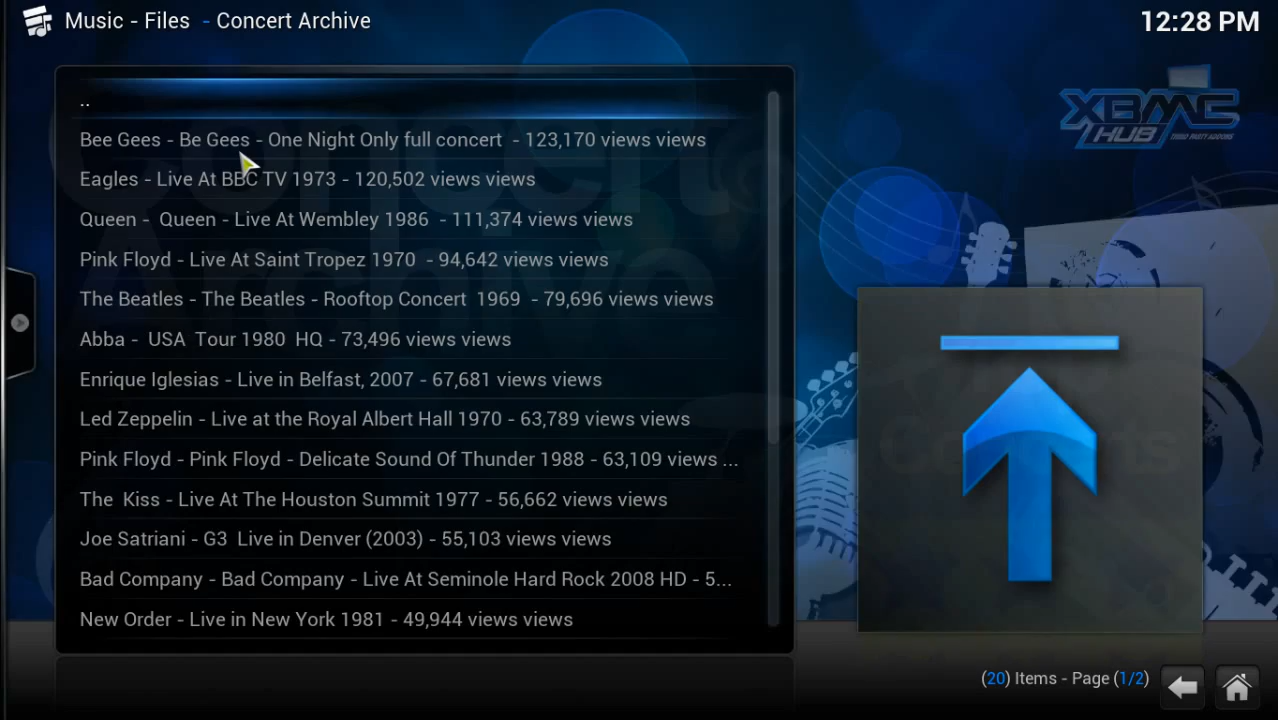 Music - Files - Concert Archive
12:28 PM
..
XBMC
HUB THIRD PARTY ADDONS
Bee Gees - Be Gees - One Night Only full concert - 123,170 views views
Eagles - Live At BBC TV 1973 - 120,502 views views
Queen - Queen - Live At Wembley 1986 - 111,374 views views
Pink Floyd - Live At Saint Tropez 1970 - 94,642 views views
The Beatles - The Beatles - Rooftop Concert 1969 - 79,696 views views
Abba - USA Tour 1980 HQ - 73,496 views views
Enrique Iglesias - Live in Belfast, 2007 - 67,681 views views
Led Zeppelin - Live at the Royal Albert Hall 1970 - 63,789 views views
Pink Floyd - Pink Floyd - Delicate Sound Of Thunder 1988 - 63,109 views ...
The Kiss - Live At The Houston Summit 1977 - 56,662 views views
Joe Satriani - G3 Live in Denver (2003) - 55,103 views views
Bad Company - Bad Company - Live At Seminole Hard Rock 2008 HD - 5...
New Order - Live in New York 1981 - 49,944 views views
Concert
Archive
Concerts
(20) Items - Page (1/2)